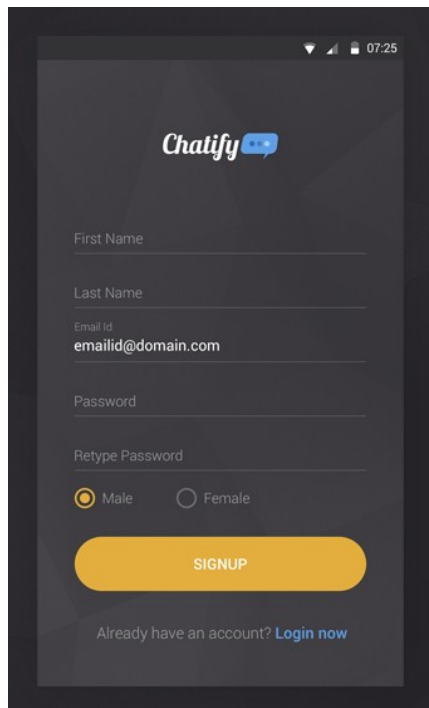 07:25
Chatify
First Name
Last Name
Email Id
emailid@domain.com
Password
Retype Password
Male Female
SIGNUP
Already have an account? Login now